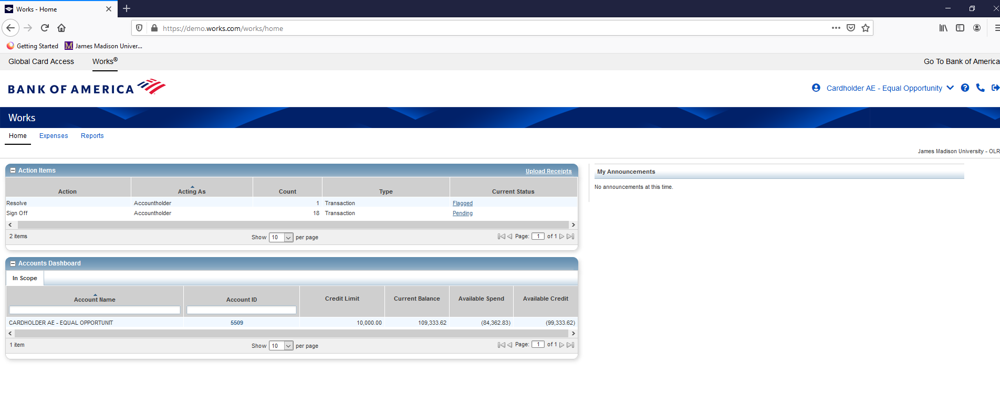 Works - Home
https://demo.works.com/works/home
Getting Started
James Madison Univer...
Global Card Access
Works®
Go To Bank of America
BANK OF AMERICA
Cardholder AE - Equal Opportunity
Works
Home Expenses Reports
James Madison University - OLR
Action Items
Upload Receipts
Action Acting As Count Type Current Status
Resolve Accountholder 1 Transaction Flagged
Sign Off Accountholder 18 Transaction Pending
2 items Show 10 per page Page: 1 of 1
Accounts Dashboard
In Scope
Account Name Account ID Credit Limit Current Balance Available Spend Available Credit
CARDHOLDER AE - EQUAL OPPORTUNIT 5509 10,000.00 109,333.62 (84,362.83) (99,333.62)
1 item Show 10 per page Page: 1 of 1
My Announcements
No announcements at this time.